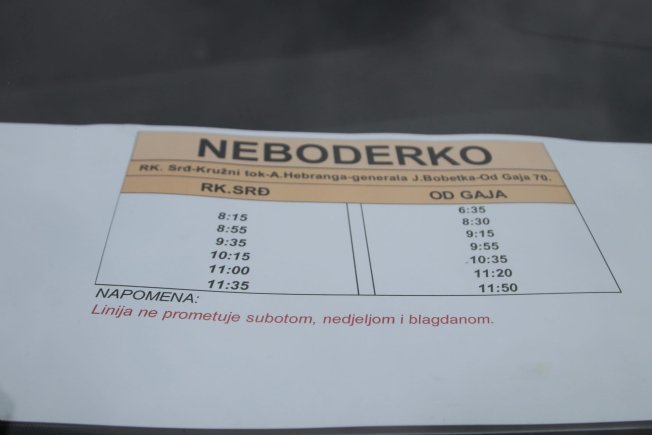 NEBODERKO
RK. Srđ-Kružni tok-A.Hebranga-generala J.Bobetka-Od Gaja 70.
RK.SRĐ OD GAJA
6:35
8:15 8:30
8:55 9:15
9:35 9:55
10:15 10:35
11:00 11:20
11:35 11:50
NAPOMENA:
Linija ne prometuje subotom, nedjeljom i blagdanom.